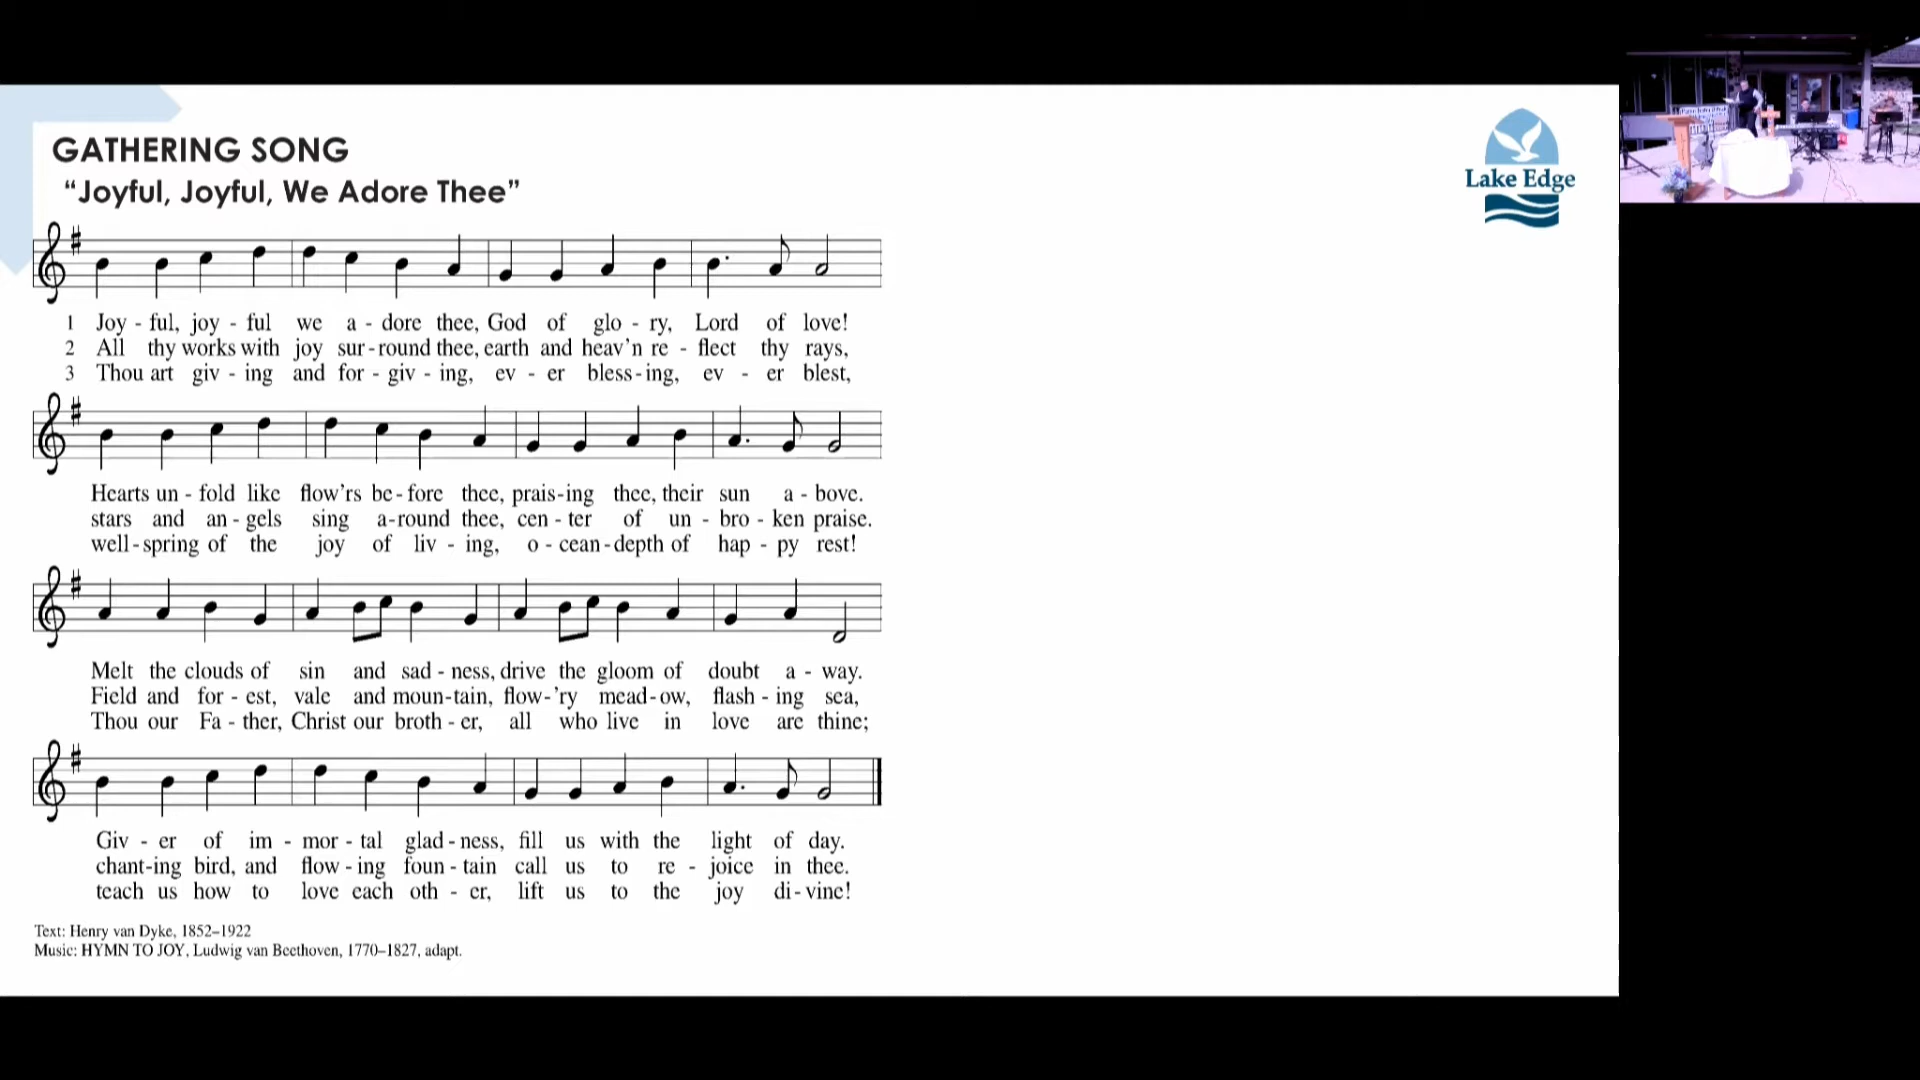 GATHERING SONG
“Joyful, Joyful, We Adore Thee”
Lake Edge
1 Joy - ful, joy - ful we a - dore thee, God of glo - ry, Lord of love!
2 All thy works with joy sur - round thee, earth and heav’n re - flect thy rays,
3 Thou art giv - ing and for - giv - ing, ev - er bless - ing, ev - er blest,
Hearts un - fold like flow’rs be - fore thee, prais - ing thee, their sun a - bove.
stars and an - gels sing a - round thee, cen - ter of un - bro - ken praise.
well - spring of the joy of liv - ing, o - cean - depth of hap - py rest!
Melt the clouds of sin and sad - ness, drive the gloom of doubt a - way.
Field and for - est, vale and moun - tain, flow - ’ry mead - ow, flash - ing sea,
Thou our Fa - ther, Christ our broth - er, all who live in love are thine;
Giv - er of im - mor - tal glad - ness, fill us with the light of day.
chant - ing bird, and flow - ing foun - tain call us to re - joice in thee.
teach us how to love each oth - er, lift us to the joy di - vine!
Text: Henry van Dyke, 1852–1922
Music: HYMN TO JOY, Ludwig van Beethoven, 1770–1827, adapt.